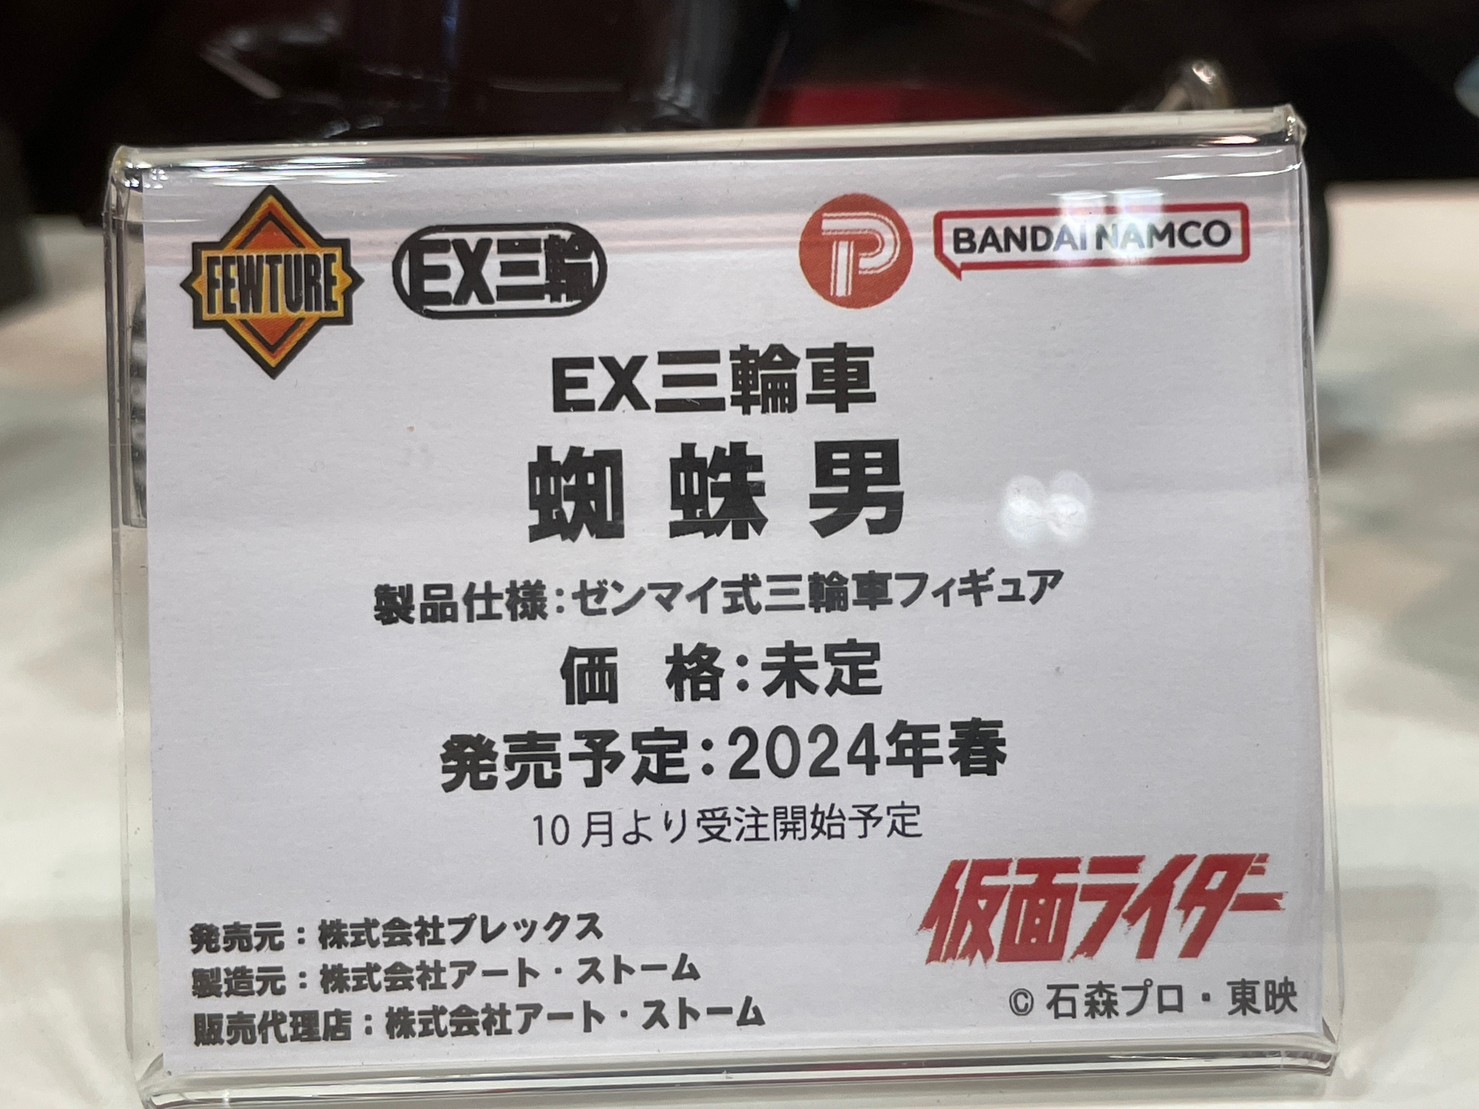 FEWTURE
EX三輪
P
BANDAI NAMCO
EX三輪車
蜘蛛男
製品仕様:ゼンマイ式三輪車フィギュア
価 格:未定
発売予定:2024年春
10月より受注開始予定
仮面ライダー
© 石森プロ・東映
発売元:株式会社プレックス
製造元:株式会社アート・ストーム
販売代理店:株式会社アート・ストーム